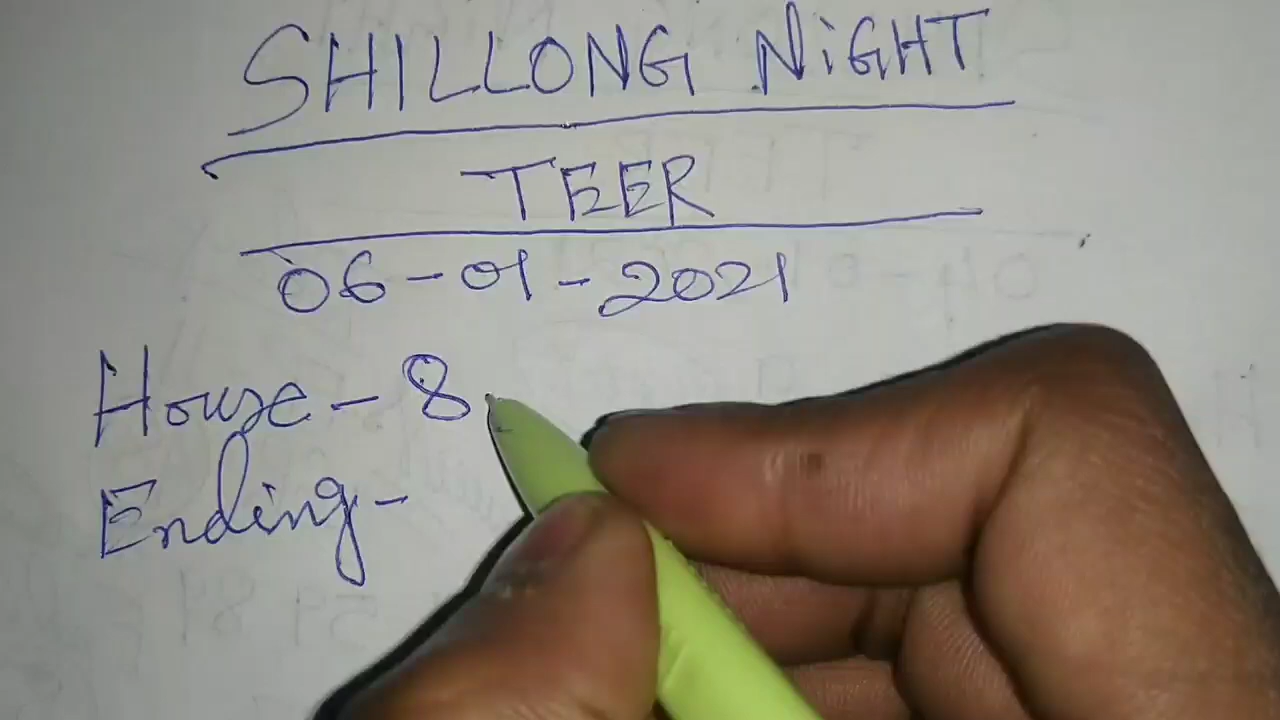 SHILLONG NiGHT
TEER
06-01-2021
House - 8
Ending -